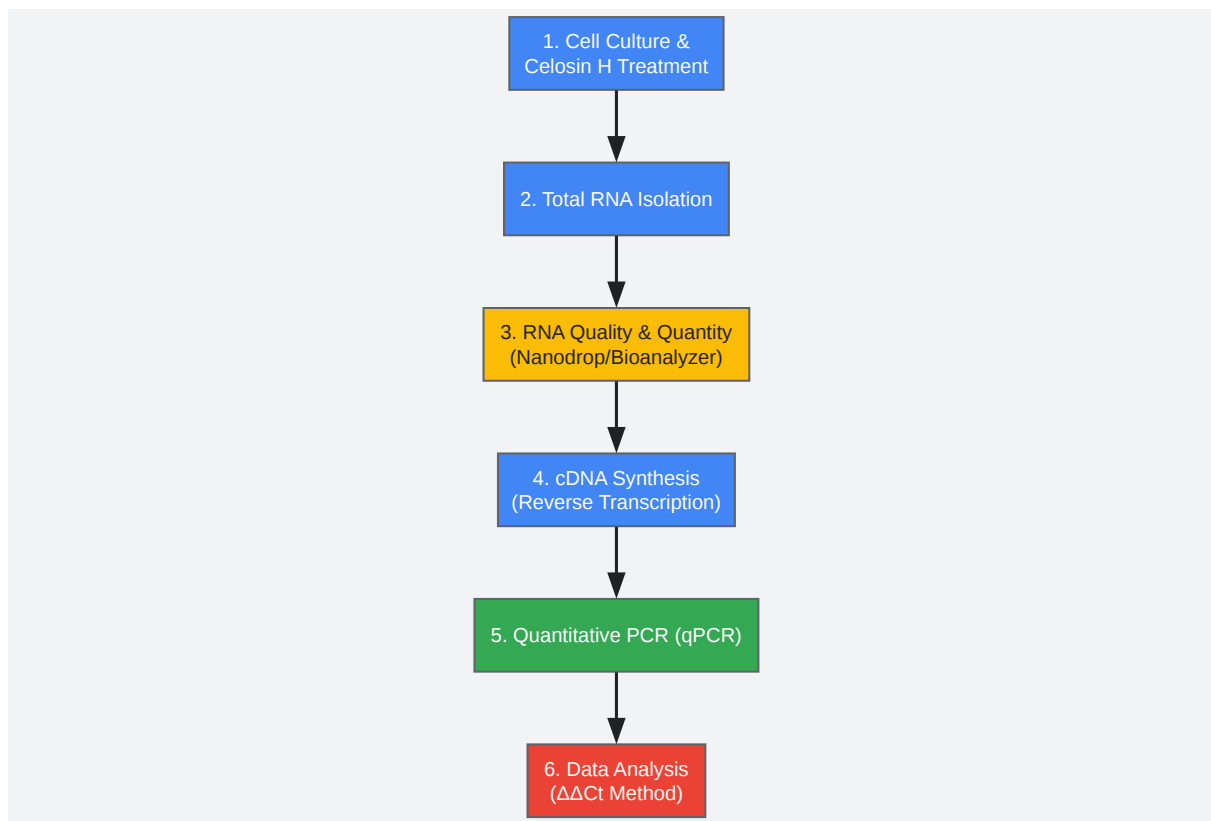 1. Cell Culture &
Celosin H Treatment
2. Total RNA Isolation
3. RNA Quality & Quantity
(Nanodrop/Bioanalyzer)
4. cDNA Synthesis
(Reverse Transcription)
5. Quantitative PCR (qPCR)
6. Data Analysis
(ΔΔCt Method)